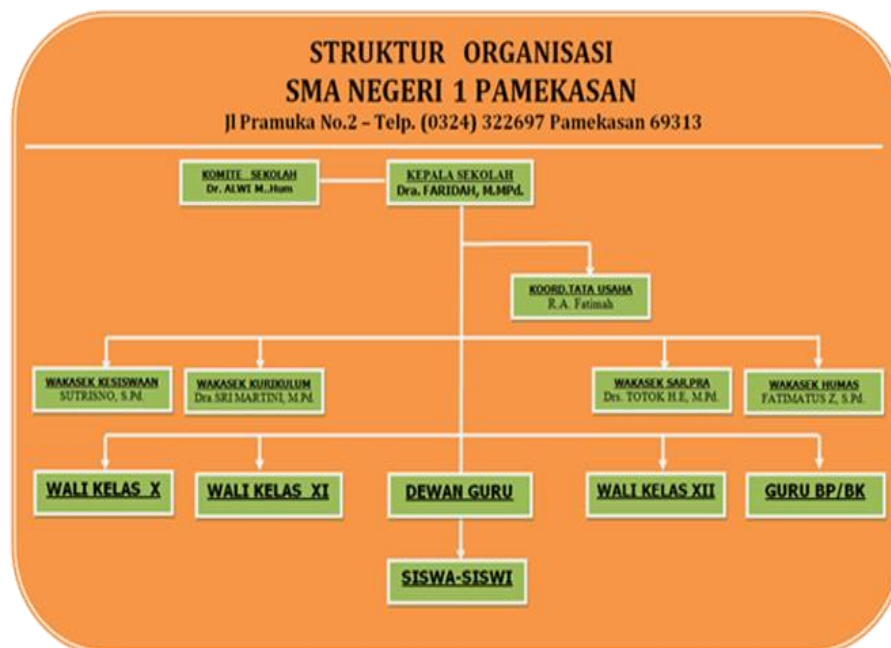 STRUKTUR ORGANISASI
SMA NEGERI 1 PAMEKASAN
Jl Pramuka No.2 – Telp. (0324) 322697 Pamekasan 69313
KOMITE SEKOLAH
Dr. ALWI M..Hum
KEPALA SEKOLAH
Dra. FARIDAH, M.MPd.
KOORD.TATA USAHA
R.A. Fatimah
WAKASEK KESISWAAN
SUTRISNO, S.Pd.
WAKASEK KURIKULUM
Dra SRI MARTINI, M.Pd.
WAKASEK SAR,PRA
Drs. TOTOK H.E, M.Pd.
WAKASEK HUMAS
FATIMATUS Z, S.Pd.
WALI KELAS X
WALI KELAS XI
DEWAN GURU
WALI KELAS XII
GURU BP/BK
SISWA-SISWI